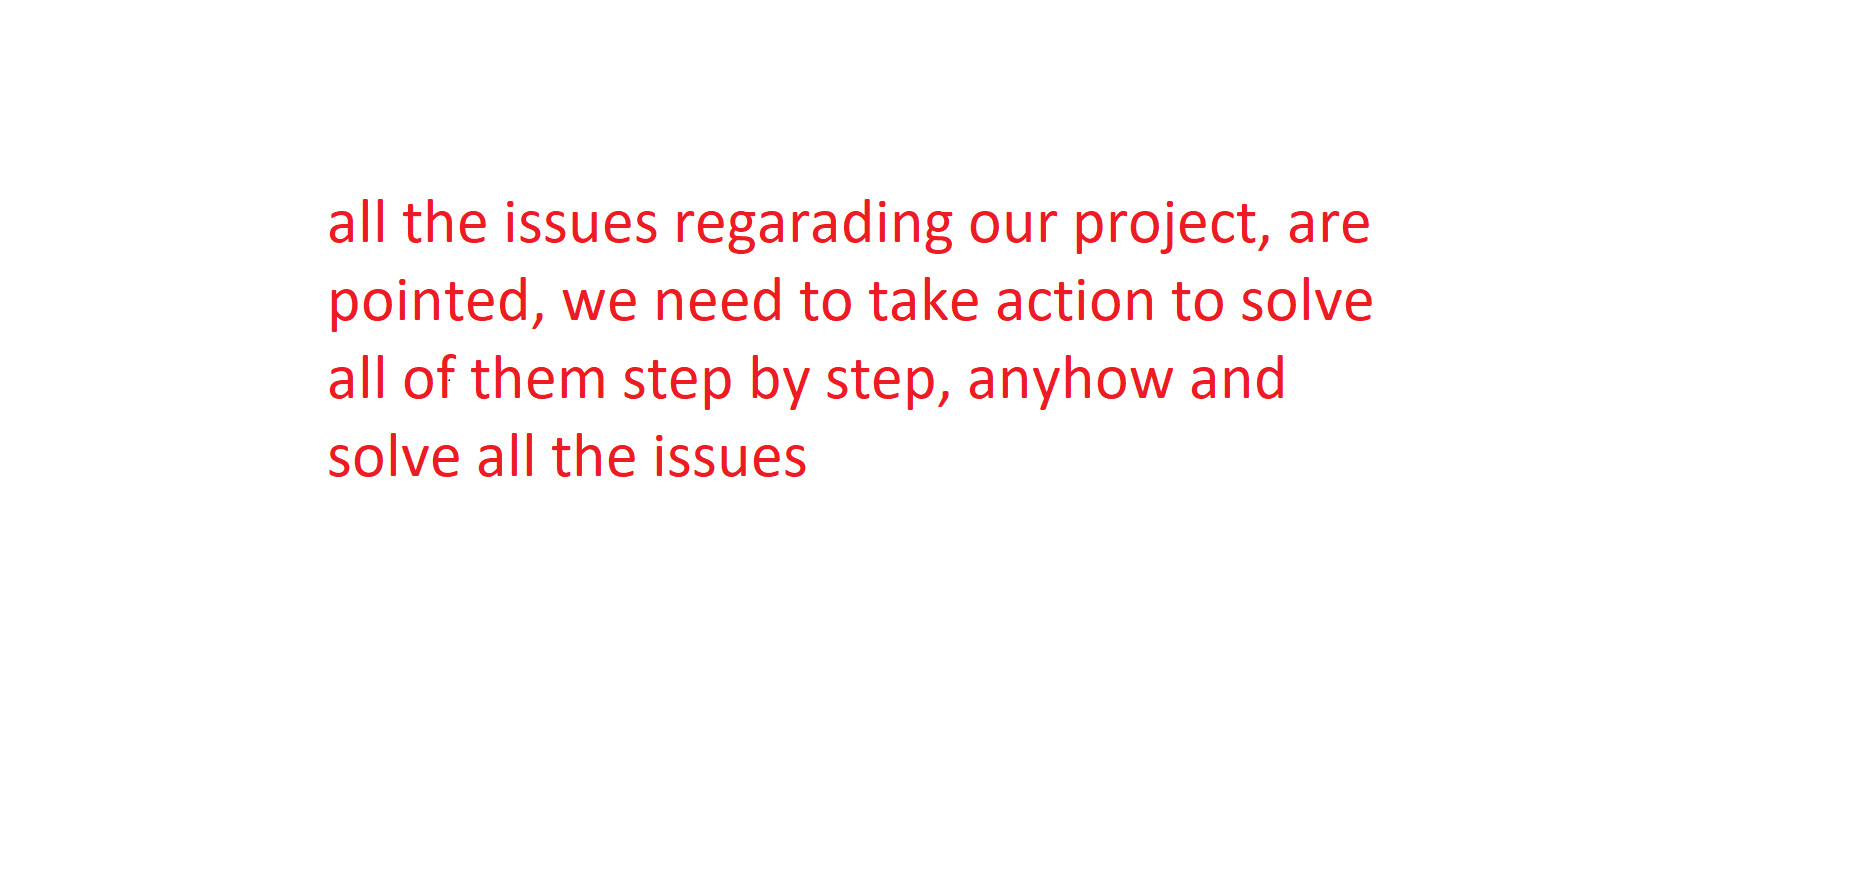 all the issues regarading our project, are
pointed, we need to take action to solve
all of them step by step, anyhow and
solve all the issues